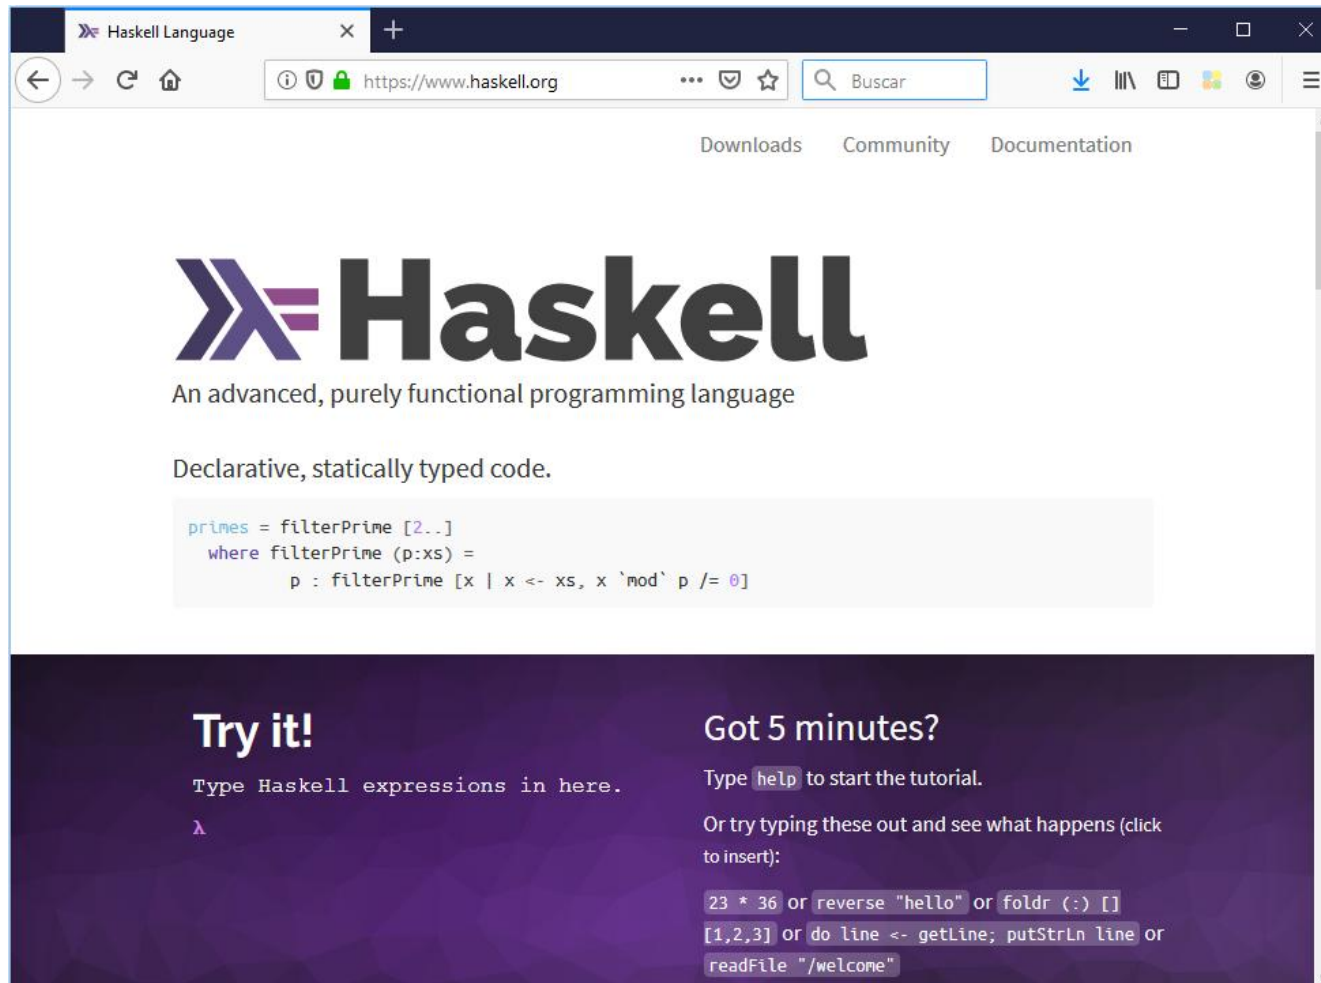 Haskell Language
https://www.haskell.org
Buscar
Downloads Community Documentation
Haskell
An advanced, purely functional programming language
Declarative, statically typed code.
primes = filterPrime [2..]
  where filterPrime (p:xs) =
          p : filterPrime [x | x <- xs, x `mod` p /= 0]
Try it!
Type Haskell expressions in here.
λ
Got 5 minutes?
Type help to start the tutorial.
Or try typing these out and see what happens (click
to insert):
23 * 36 or reverse "hello" or foldr (:) []
[1,2,3] or do line <- getLine; putStrLn line or
readFile "/welcome"